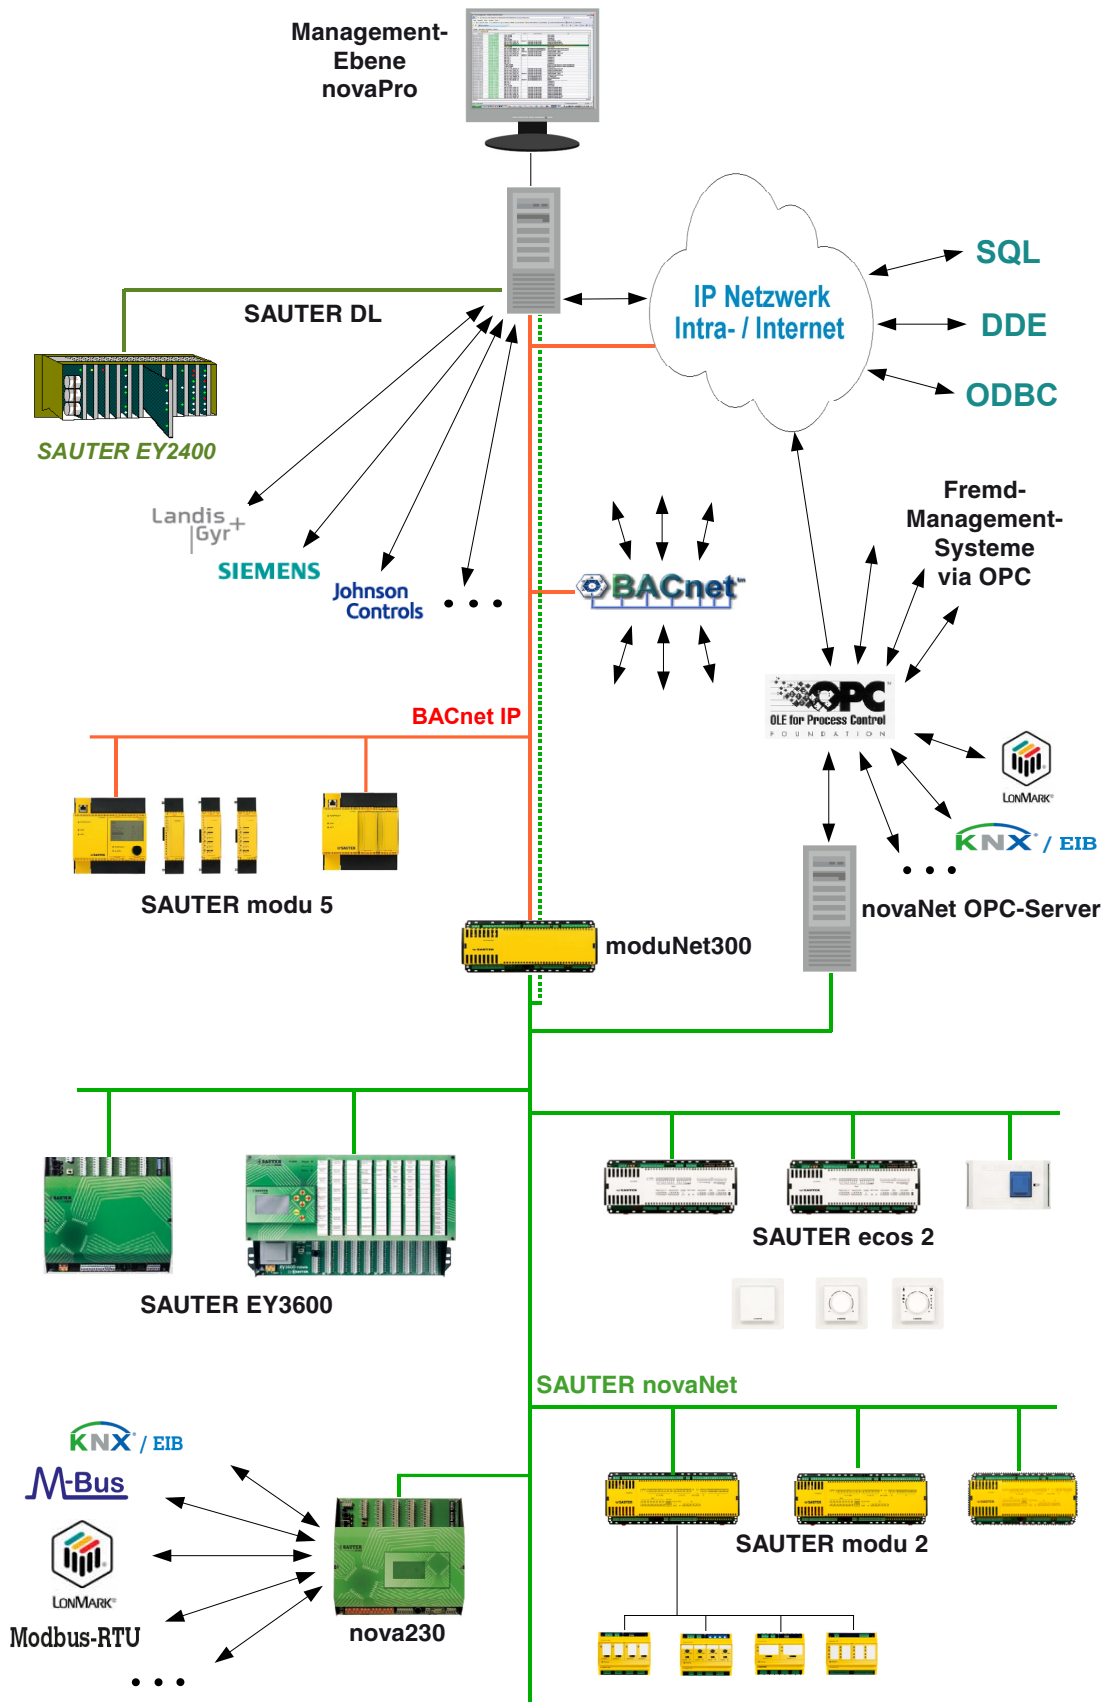 Management-
Ebene
novaPro
SAUTER DL
IP Netzwerk
Intra- / Internet
SQL
DDE
ODBC
SAUTER EY2400
Landis
Gyr+
SIEMENS
Johnson
Controls
• • •
BACnet™
Fremd-
Management-
Systeme
via OPC
OPC
OLE for Process Control
FOUNDATION
BACnet IP
LONMARK®
KNX® / EIB
• • •
SAUTER modu 5
novaNet OPC-Server
moduNet300
SAUTER ecos 2
SAUTER EY3600
SAUTER novaNet
KNX® / EIB
M-Bus
LONMARK®
Modbus-RTU
• • •
nova230
SAUTER modu 2